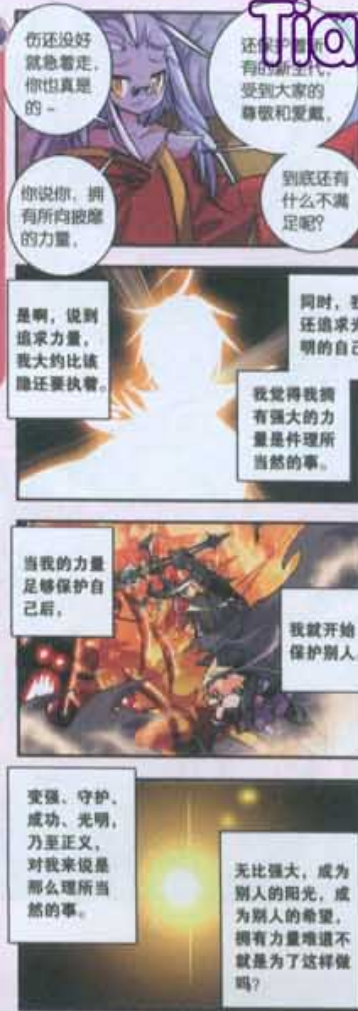 Tia
伤还没好
就急着走，
你也真是
的～
还保护着所
有的新生代，
受到大家的
尊敬和爱戴，
你说你，拥
有所向披靡
的力量，
到底还有
什么不满
足呢？
是啊，说到
追求力量，
我大约比该
隐还要执着。
同时，
还追求
明的自己
我觉得我拥
有强大的力
量是件理所
当然的事。
当我的力量
足够保护自
己后，
我就开始
保护别人
变强、守护、
成功、光明，
乃至正义，
对我来说是
那么理所当
然的事。
无比强大，成为
别人的阳光，成
为别人的希望，
拥有力量难道不
就是为了这样做
吗？